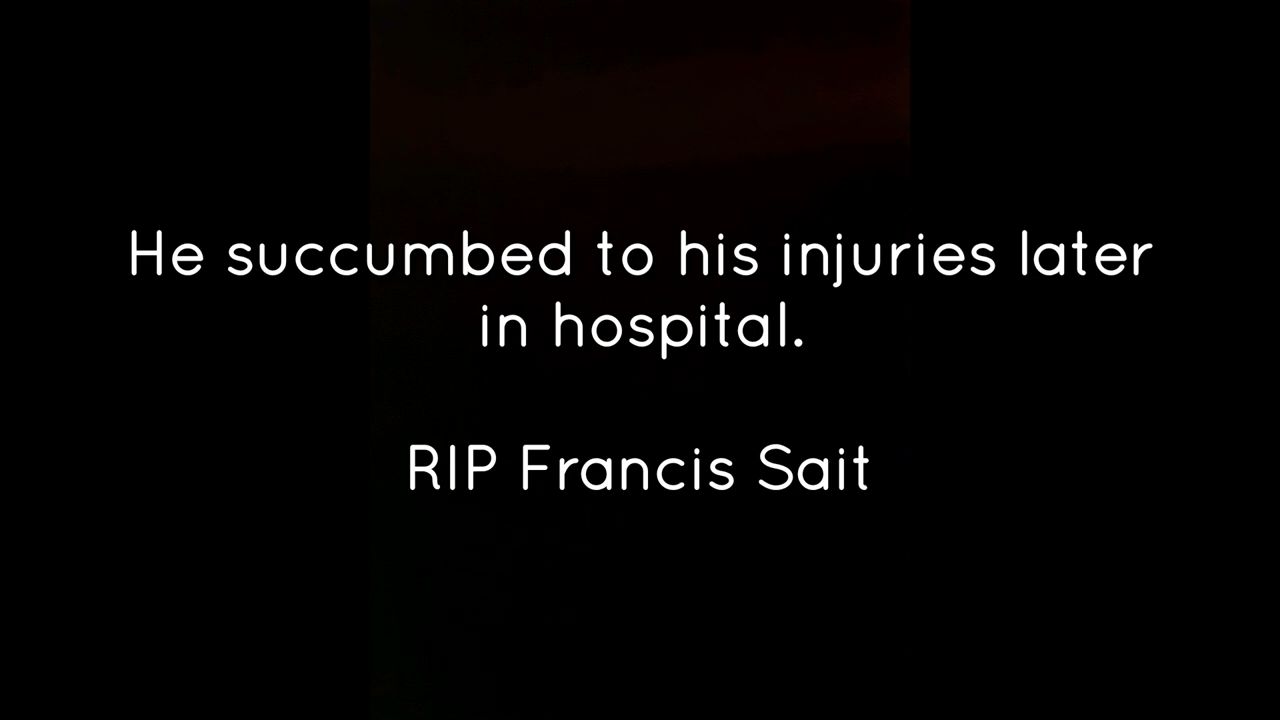 He succumbed to his injuries later
in hospital.
RIP Francis Sait